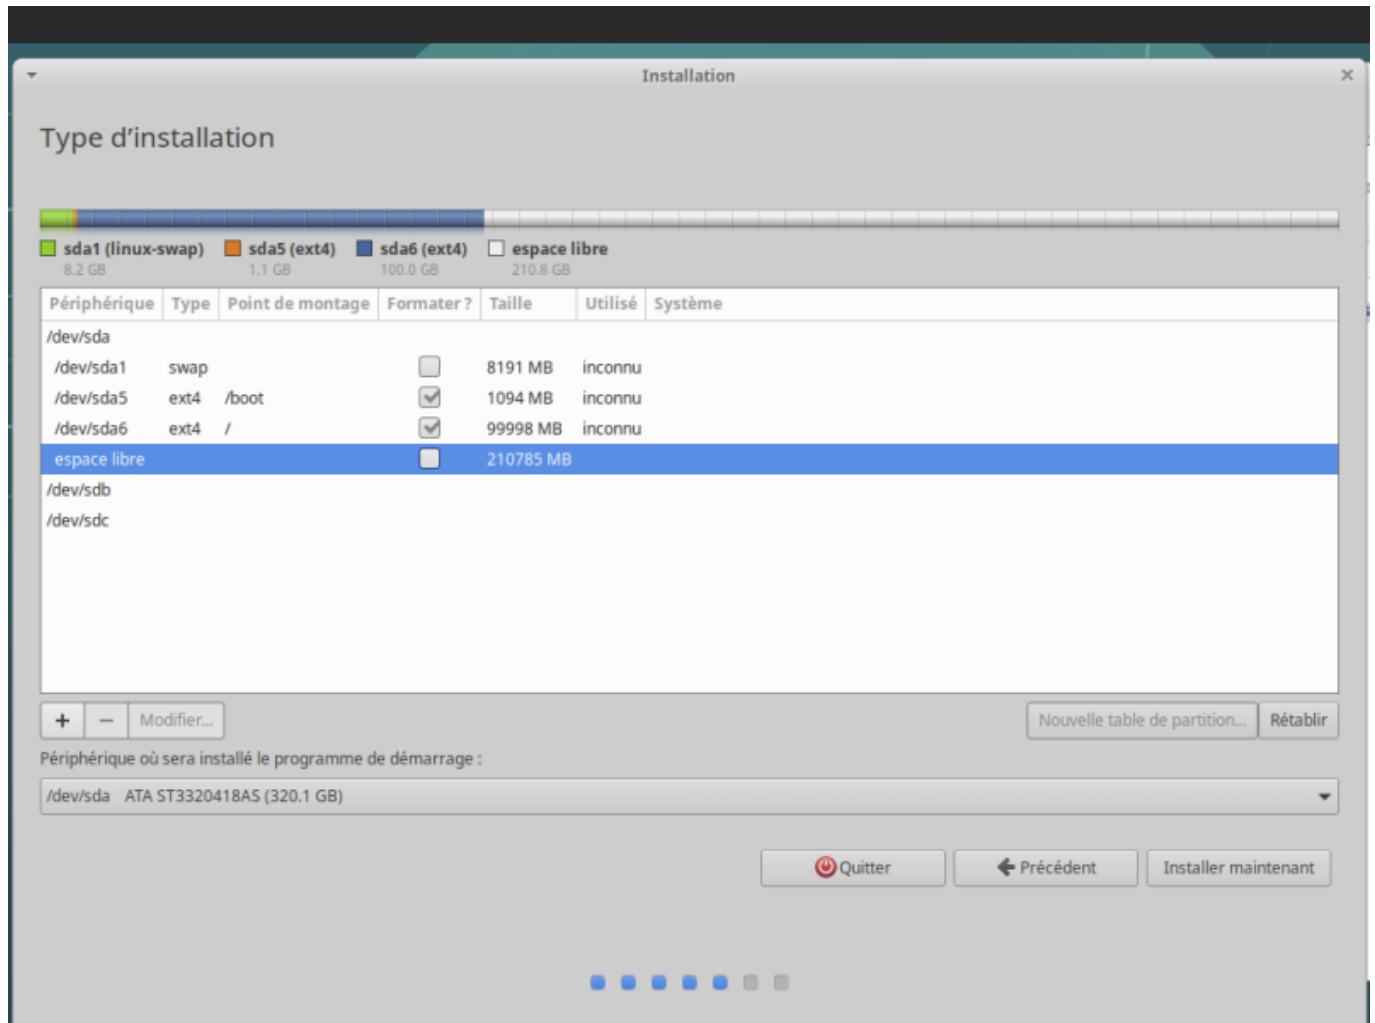 Installation
Type d’installation
sda1 (linux-swap) sda5 (ext4) sda6 (ext4) espace libre
8.2 GB 1.1 GB 100.0 GB 210.8 GB
Périphérique Type Point de montage Formater ? Taille Utilisé Système
/dev/sda
/dev/sda1 swap 8191 MB inconnu
/dev/sda5 ext4 /boot 1094 MB inconnu
/dev/sda6 ext4 / 99998 MB inconnu
espace libre 210785 MB
/dev/sdb
/dev/sdc
+ − Modifier... Nouvelle table de partition... Rétablir
Périphérique où sera installé le programme de démarrage :
/dev/sda ATA ST3320418AS (320.1 GB)
Quitter Précédent Installer maintenant